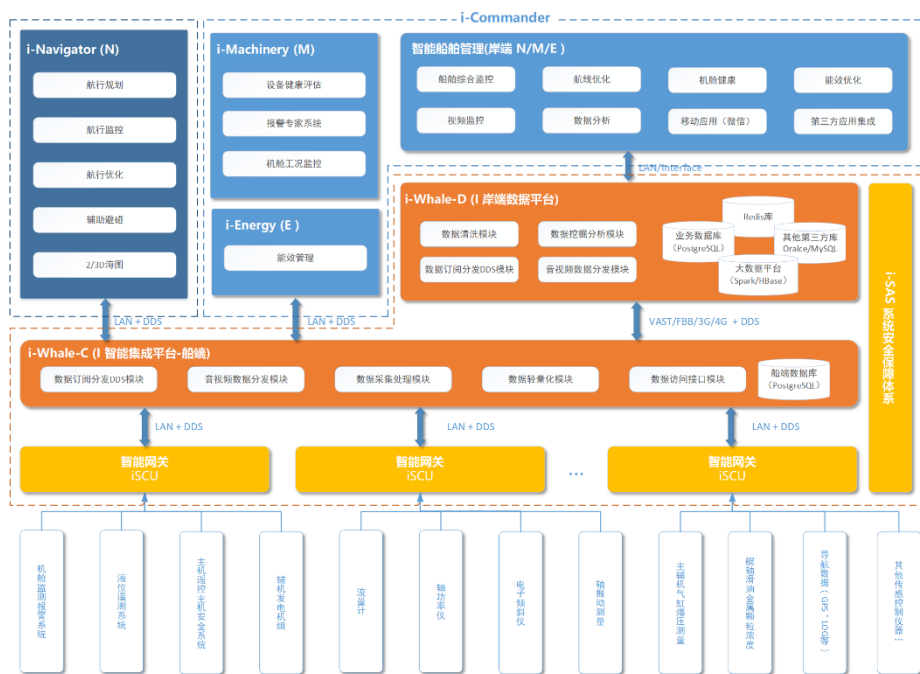 i-Commander
i-Navigator (N)
航行规划
航行监控
航行优化
辅助避碰
2/3D海图
i-Machinery (M)
设备健康评估
报警专家系统
机舱工况监控
i-Energy (E )
能效管理
智能船舶管理(岸端 N/M/E )
船舶综合监控
航线优化
机舱健康
能效优化
视频监控
数据分析
移动应用（微信）
第三方应用集成
LAN/Interface
i-Whale-D (I 岸端数据平台)
数据清洗模块
数据挖掘分析模块
数据订阅分发DDS模块
音视频数据分发模块
Redis库
业务数据库
（PostgreSQL）
其他第三方库
Oralce/MySQL
大数据平台
(Spark/HBase)
i-SAS 系统安全保障体系
LAN + DDS
LAN + DDS
VAST/FBB/3G/4G + DDS
i-Whale-C (I 智能集成平台-船端)
数据订阅分发DDS模块
音视频数据分发模块
数据采集处理模块
数据轻量化模块
数据访问接口模块
船端数据库
（PostgreSQL）
LAN + DDS
LAN + DDS
LAN + DDS
智能网关
iSCU
智能网关
iSCU
...
智能网关
iSCU
机舱监测报警系统
液位遥测系统
主机遥控主机安全系统
辅机发电机组
流量计
轴功率仪
电子倾斜仪
轴振动测量
主辅机气缸爆压测量
艉轴滑油金属颗粒浓度
其他传感控制仪器...